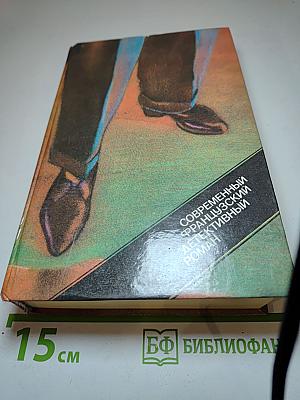 СОВРЕМЕННЫЙ
ФРАНЦУЗСКИЙ
ДЕТЕКТИВНЫЙ
РОМАН
15 см
БФ БИБЛИОФАН